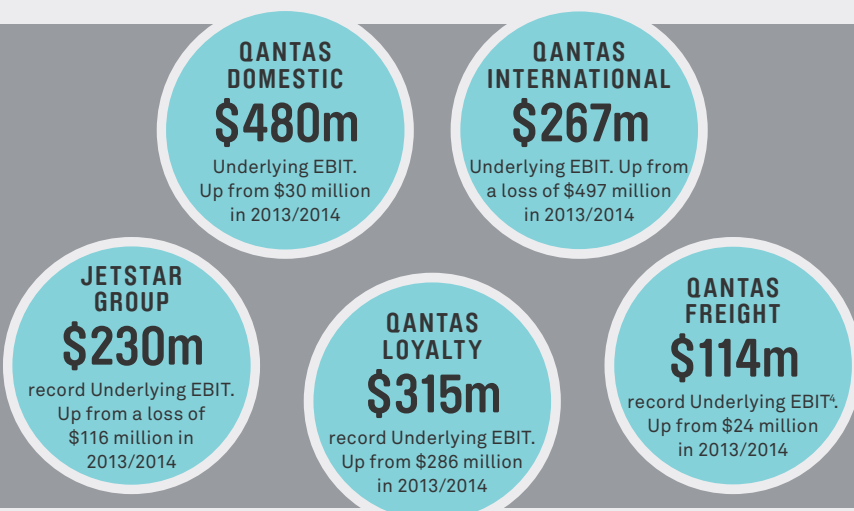 QANTAS
DOMESTIC
$480m
Underlying EBIT.
Up from $30 million
in 2013/2014
QANTAS
INTERNATIONAL
$267m
Underlying EBIT. Up from
a loss of $497 million
in 2013/2014
JETSTAR
GROUP
$230m
record Underlying EBIT.
Up from a loss of
$116 million in
2013/2014
QANTAS
LOYALTY
$315m
record Underlying EBIT.
Up from $286 million
in 2013/2014
QANTAS
FREIGHT
$114m
record Underlying EBIT⁴.
Up from $24 million
in 2013/2014